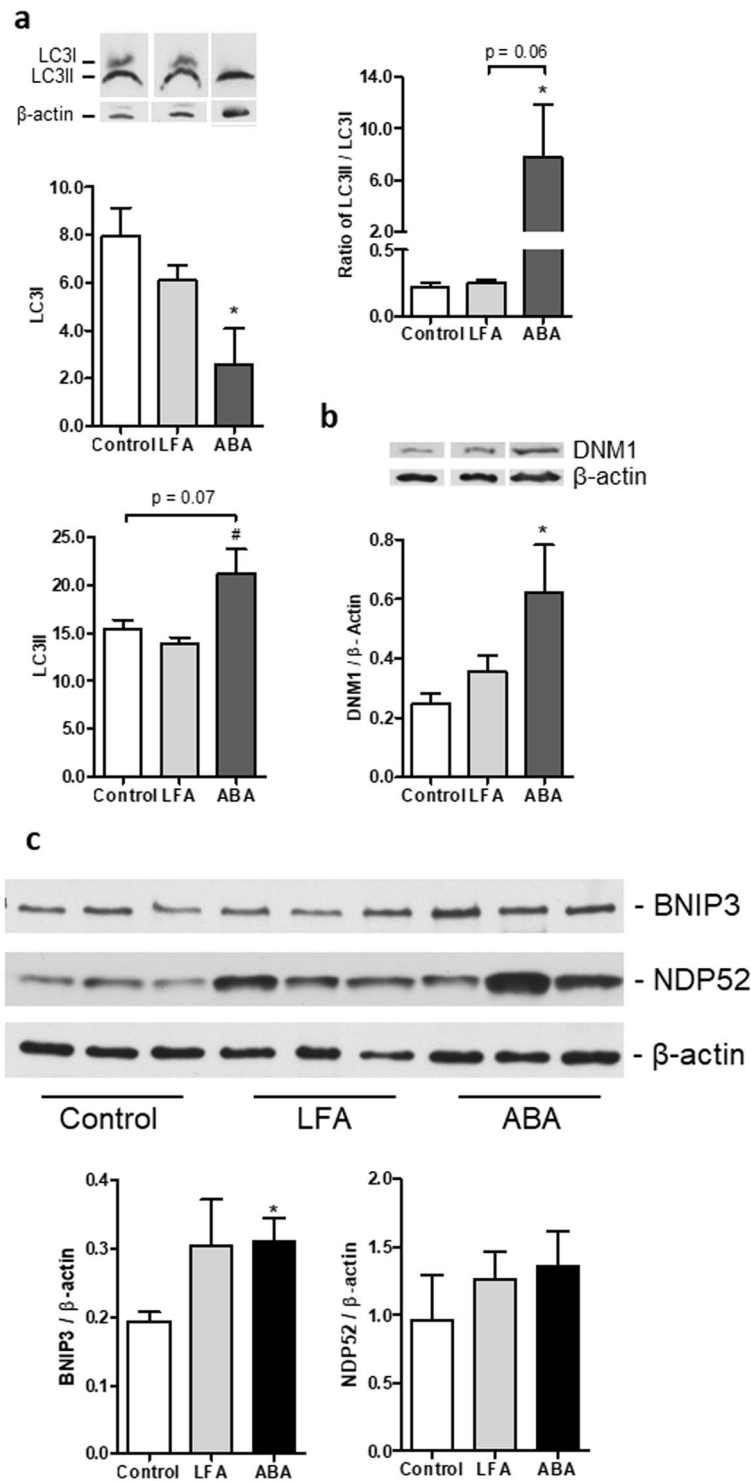 a
LC3I
LC3II
β-actin
10.0
8.0
6.0
4.0
2.0
0.0
LC3I
*
Control LFA ABA
p = 0.06
14.0
10.0
6.0
2.0
0.5
0.0
Ratio of LC3II / LC3I
*
Control LFA ABA
p = 0.07
25.0
20.0
15.0
10.0
5.0
0.0
LC3II
#
Control LFA ABA
b
DNM1
β-actin
0.8
0.6
0.4
0.2
0.0
DNM1 / β- Actin
*
Control LFA ABA
c
- BNIP3
- NDP52
- β-actin
Control LFA ABA
0.4
0.3
0.2
0.1
0.0
BNIP3 / β-actin
*
Control LFA ABA
2.0
1.5
1.0
0.5
0.0
NDP52 / β-actin
Control LFA ABA